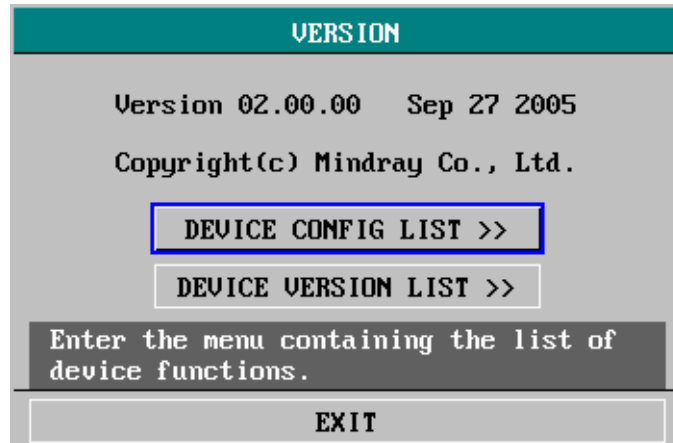 VERSION
Version 02.00.00 Sep 27 2005
Copyright(c) Mindray Co., Ltd.
DEVICE CONFIG LIST >>
DEVICE VERSION LIST >>
Enter the menu containing the list of
device functions.
EXIT